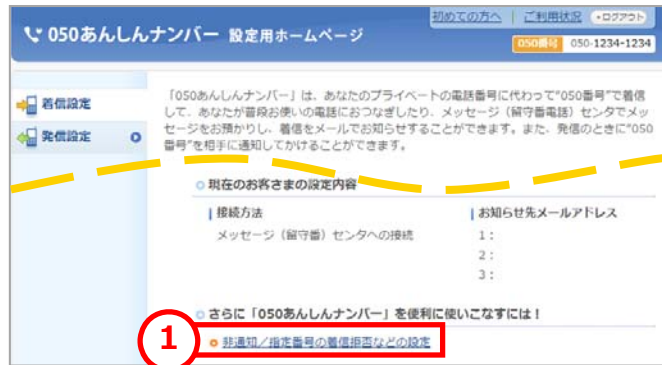 初めての方へ | ご利用状況 ・ログアウト
050あんしんナンバー 設定用ホームページ
050番号 050-1234-1234
着信設定
発信設定
「050あんしんナンバー」は、あなたのプライベートの電話番号に代わって"050番号"で着信
して、あなたが普段お使いの電話におつなぎしたり、メッセージ（留守番電話）センタでメッ
セージをお預かりし、着信をメールでお知らせすることができます。また、発信のときに"050
番号"を相手に通知してかけることができます。
現在のお客さまの設定内容
接続方法
メッセージ（留守番）センタへの接続
お知らせ先メールアドレス
1：
2：
3：
さらに「050あんしんナンバー」を便利に使いこなすには！
1
非通知／指定番号の着信拒否などの設定